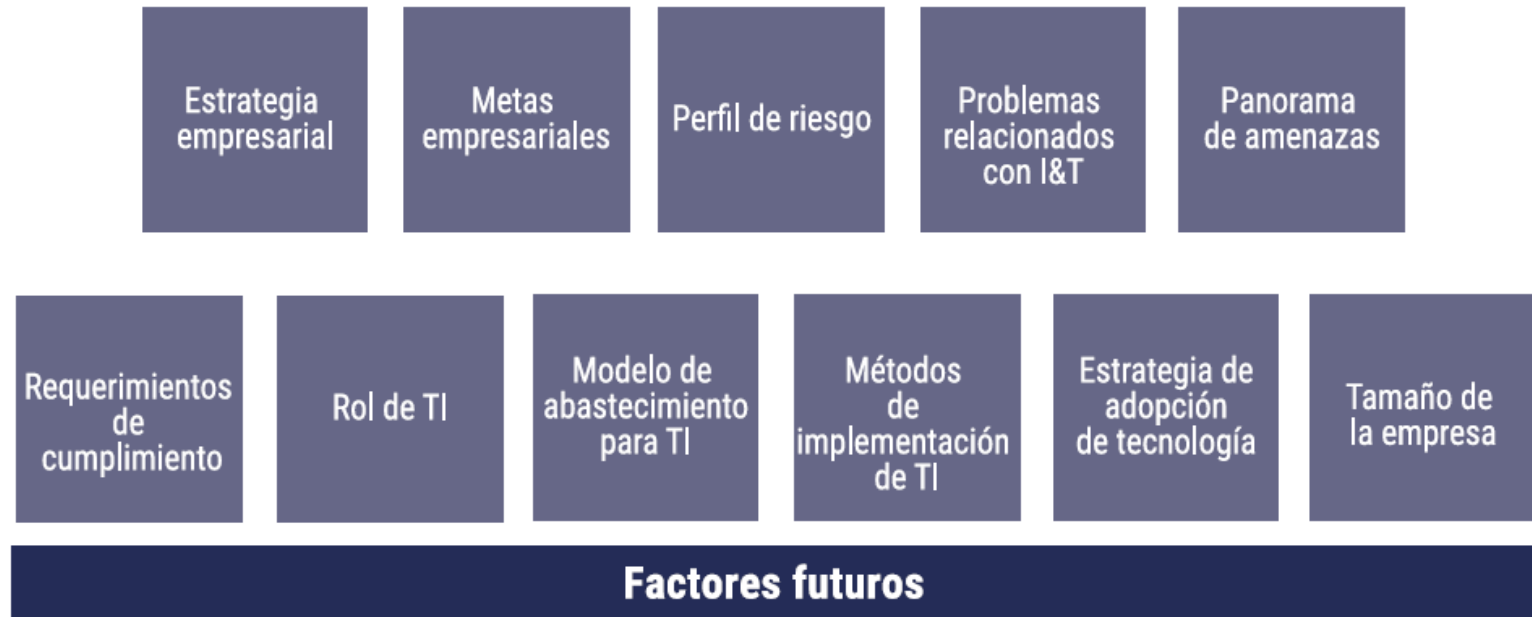 Estrategia
empresarial
Metas
empresariales
Perfil de riesgo
Problemas
relacionados
con I&T
Panorama
de amenazas
Requerimientos
de
cumplimiento
Rol de TI
Modelo de
abastecimiento
para TI
Métodos
de
implementación
de TI
Estrategia de
adopción
de tecnología
Tamaño de
la empresa
Factores futuros